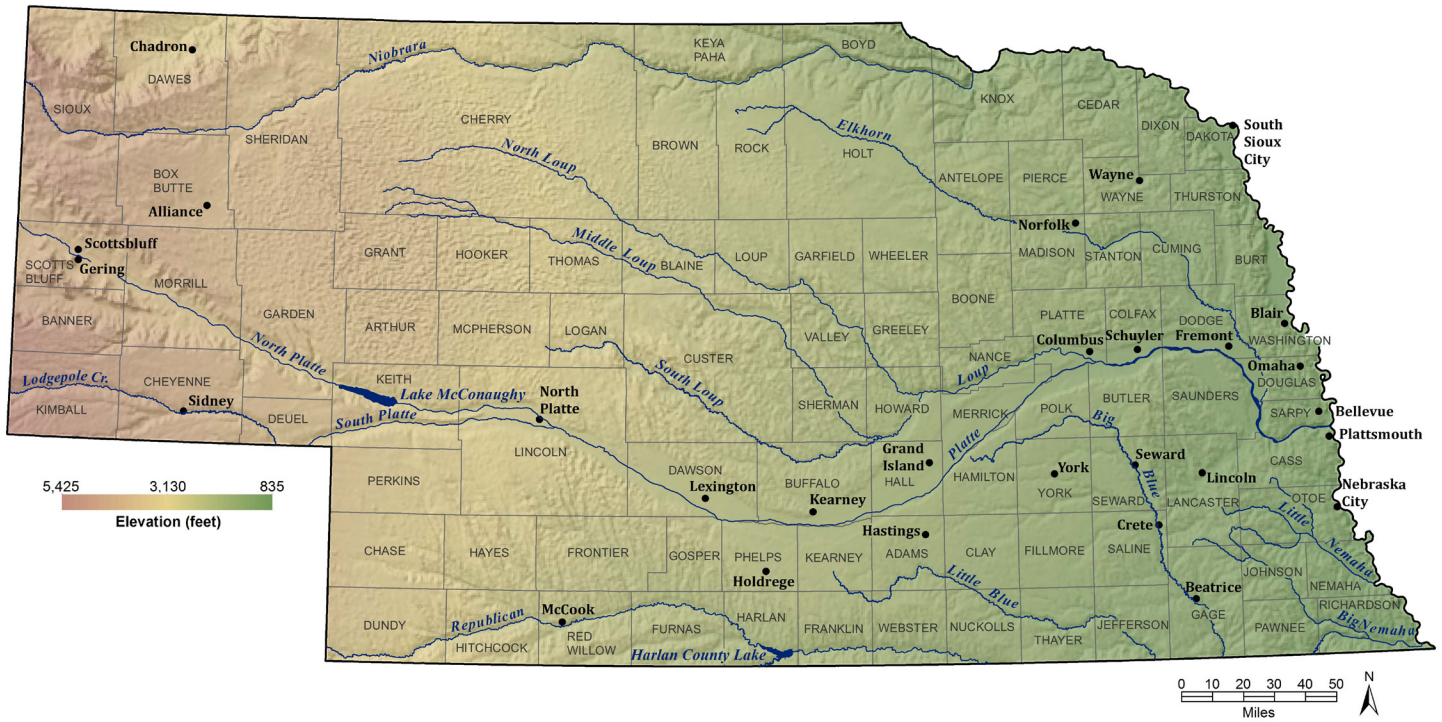 Chadron
DAWES
SIOUX
Niobrara
SHERIDAN
CHERRY
KEYA
PAHA
BOYD
KNOX
CEDAR
DIXON
DAKOTA
South
Sioux
City
BROWN
ROCK
Elkhorn
HOLT
North Loup
ANTELOPE
PIERCE
Wayne
WAYNE
THURSTON
BOX
BUTTE
Alliance
Norfolk
MADISON
STANTON
CUMING
BURT
Scottsbluff
Gering
SCOTTS
BLUFF
MORRILL
GARDEN
GRANT
HOOKER
THOMAS
Middle Loup
BLAINE
LOUP
GARFIELD
WHEELER
BOONE
BANNER
ARTHUR
MCPHERSON
LOGAN
CUSTER
VALLEY
GREELEY
PLATTE
COLFAX
DODGE
Blair
WASHINGTON
Columbus
Schuyler
Fremont
NANCE
Loup
Omaha
DOUGLAS
North Platte
Lodgepole Cr.
CHEYENNE
KIMBALL
Sidney
DEUEL
KEITH
Lake McConaughy
South Platte
North
Platte
South Loup
SHERMAN
HOWARD
MERRICK
POLK
BUTLER
SAUNDERS
SARPY
Bellevue
Plattsmouth
Platte
Big
Blue
LINCOLN
PERKINS
DAWSON
Lexington
BUFFALO
Kearney
Grand
Island
HALL
HAMILTON
York
YORK
Seward
SEWARD
Lincoln
LANCASTER
CASS
Nebraska
City
OTOE
5,425
3,130
835
Elevation (feet)
CHASE
HAYES
FRONTIER
GOSPER
PHELPS
Holdrege
KEARNEY
Hastings
ADAMS
CLAY
FILLMORE
Crete
SALINE
Little
Nemaha
JOHNSON
NEMAHA
DUNDY
Republican
HITCHCOCK
McCook
RED
WILLOW
FURNAS
HARLAN
Harlan County Lake
FRANKLIN
WEBSTER
Little Blue
NUCKOLLS
THAYER
JEFFERSON
Beatrice
GAGE
PAWNEE
RICHARDSON
Big Nemaha
0 10 20 30 40 50
Miles
N